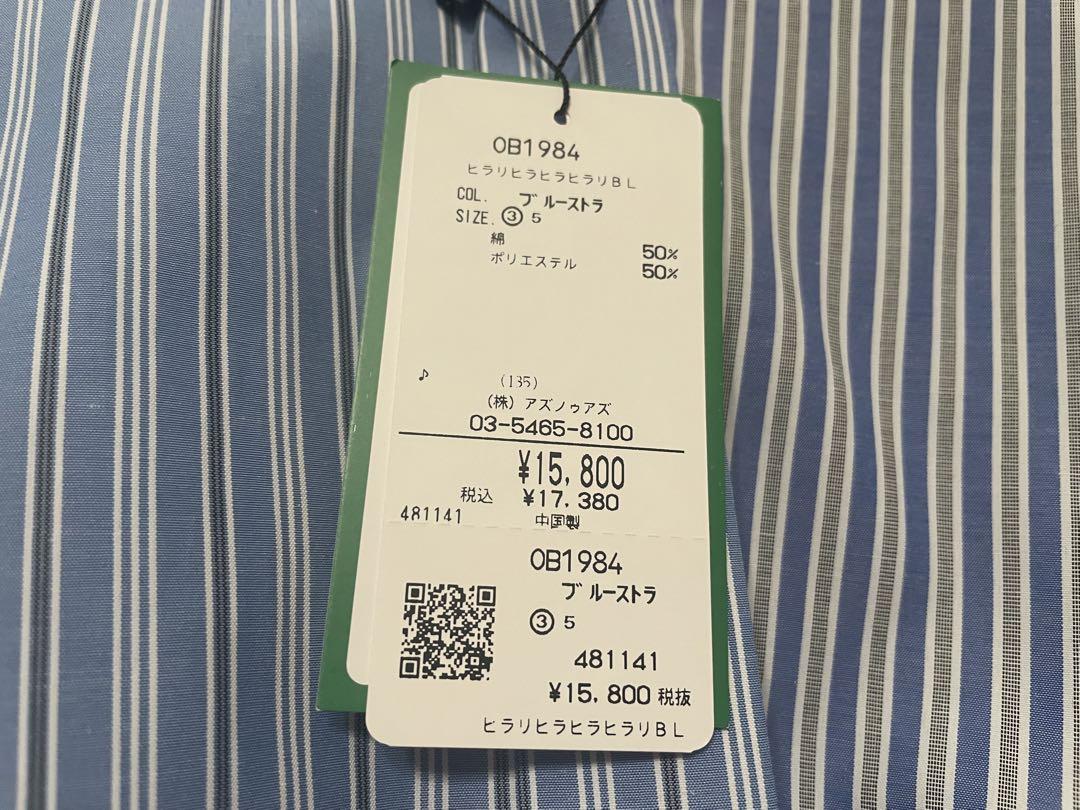 OB1984
ヒラリヒラヒラヒラリBL
COL. ブルーストラ
SIZE. ③ 5
綿 50%
ポリエステル 50%
♪ (135)
(株) アズノゥアズ
03-5465-8100
¥15,800
税込 ¥17,380
481141 中国製
OB1984
ブルーストラ
③ 5
481141
¥15,800 税抜
ヒラリヒラヒラヒラリBL